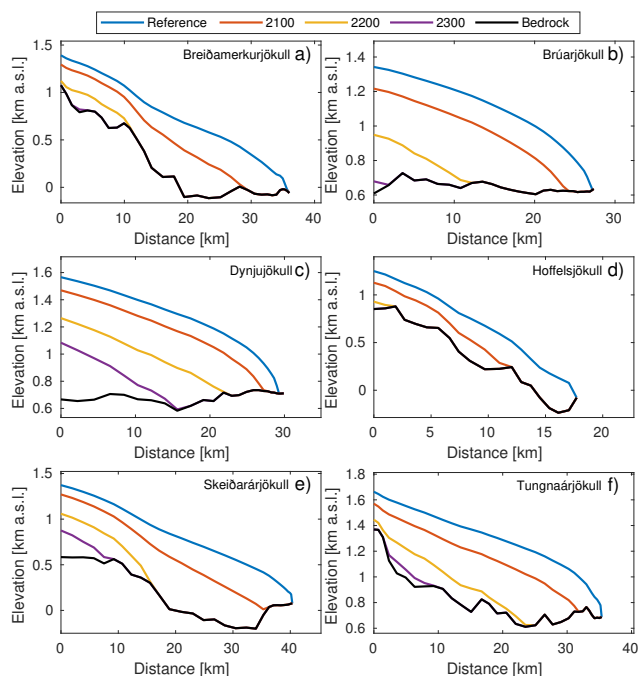 Reference 2100 2200 2300 Bedrock
Breiðamerkurjökull a)
Elevation [km a.s.l.]
1.5
1
0.5
0
0 10 20 30 40
Distance [km]
Brúarjökull b)
Elevation [km a.s.l.]
1.4
1.2
1
0.8
0.6
0 10 20 30
Distance [km]
Dynjujökull c)
Elevation [km a.s.l.]
1.6
1.4
1.2
1
0.8
0.6
0 10 20 30
Distance [km]
Hoffelsjökull d)
Elevation [km a.s.l.]
1
0.5
0
0 5 10 15 20
Distance [km]
Skeiðarárjökull e)
Elevation [km a.s.l.]
1.5
1
0.5
0
0 10 20 30 40
Distance [km]
Tungnaárjökull f)
Elevation [km a.s.l.]
1.8
1.6
1.4
1.2
1
0.8
0.6
0 10 20 30 40
Distance [km]